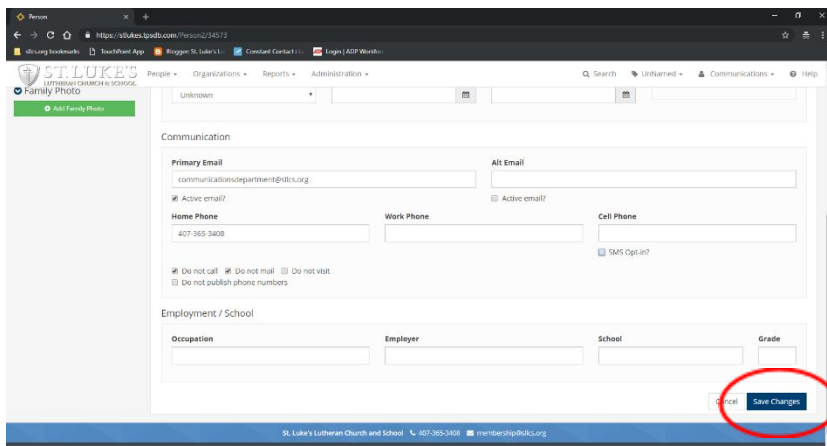 Person
https://stlukes.tpsdb.com/Person2/34573
slcs.org bookmarks TouchPoint App Blogger: St. Luke's L Constant Contact : Login | ADP Workfor
ST. LUKE'S People Organizations Reports Administration Search UnNamed Communications Help
LUTHERAN CHURCH & SCHOOL
Family Photo
Add Family Photo
Unknown
Communication
Primary Email Alt Email
communicationsdepartment@slcs.org
Active email? Active email?
Home Phone Work Phone Cell Phone
407-365-3408
SMS Opt-in?
Do not call Do not mail Do not visit
Do not publish phone numbers
Employment / School
Occupation Employer School Grade
Cancel Save Changes
St. Luke's Lutheran Church and School 407-365-3408 membership@slcs.org